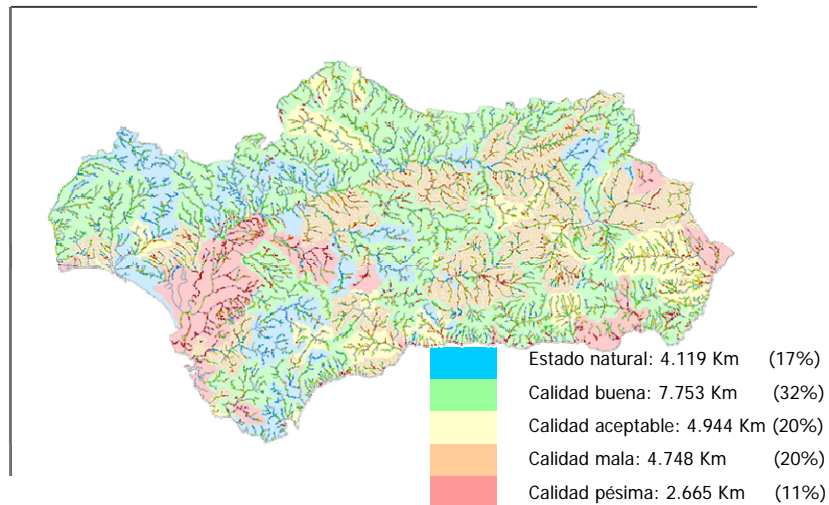 Estado natural: 4.119 Km (17%)
Calidad buena: 7.753 Km (32%)
Calidad aceptable: 4.944 Km (20%)
Calidad mala: 4.748 Km (20%)
Calidad pésima: 2.665 Km (11%)